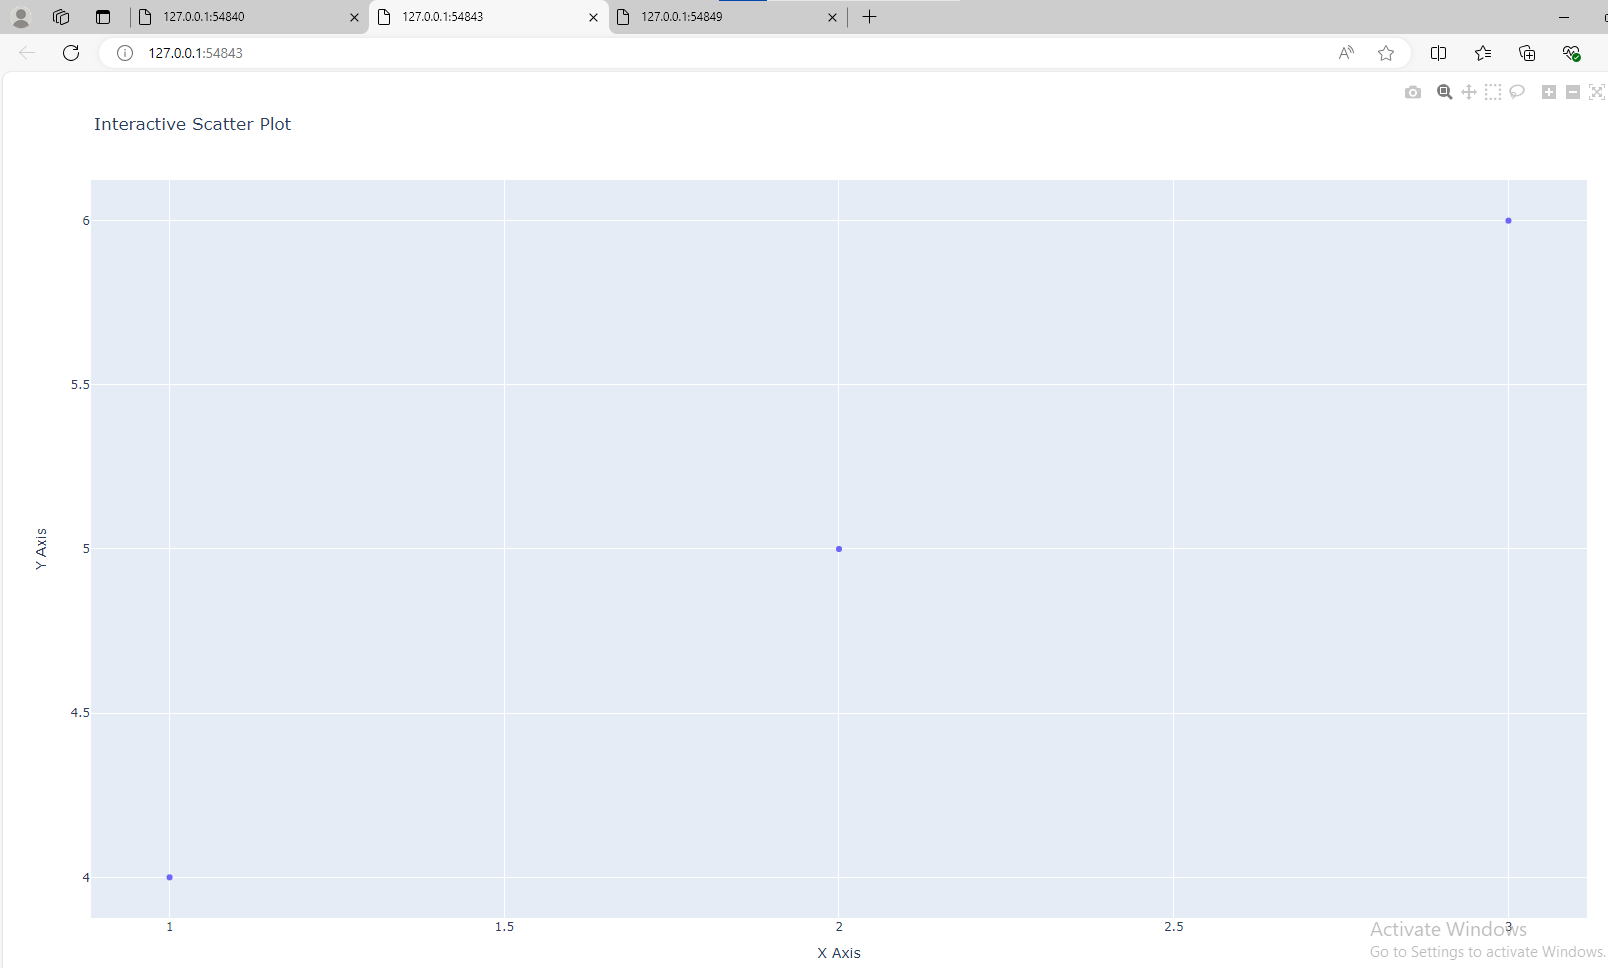 127.0.0.1:54840
127.0.0.1:54843
127.0.0.1:54849
127.0.0.1:54843
Interactive Scatter Plot
6
5.5
5
4.5
4
Y Axis
1 1.5 2 2.5 3
X Axis
Activate Windows
Go to Settings to activate Windows.